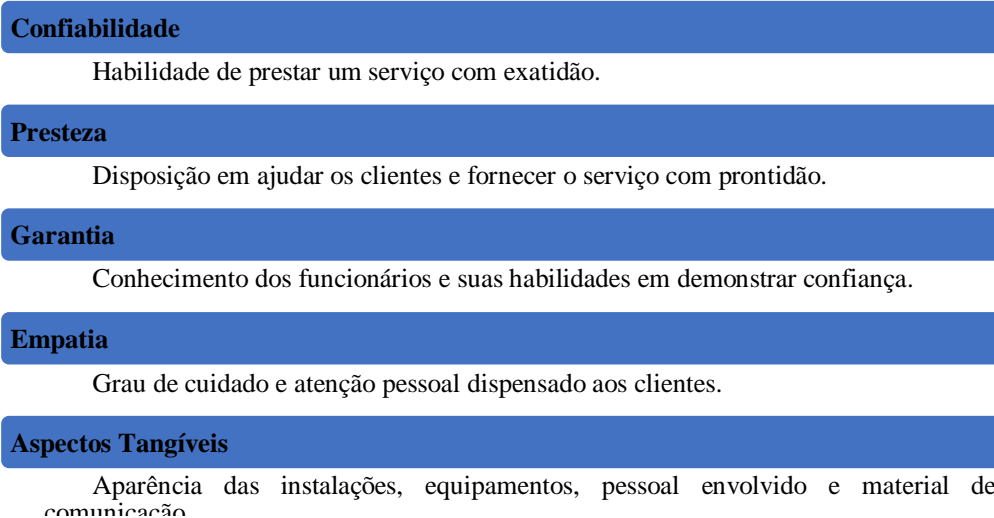 Confiabilidade
Habilidade de prestar um serviço com exatidão.
Presteza
Disposição em ajudar os clientes e fornecer o serviço com prontidão.
Garantia
Conhecimento dos funcionários e suas habilidades em demonstrar confiança.
Empatia
Grau de cuidado e atenção pessoal dispensado aos clientes.
Aspectos Tangíveis
Aparência das instalações, equipamentos, pessoal envolvido e material de
comunicação